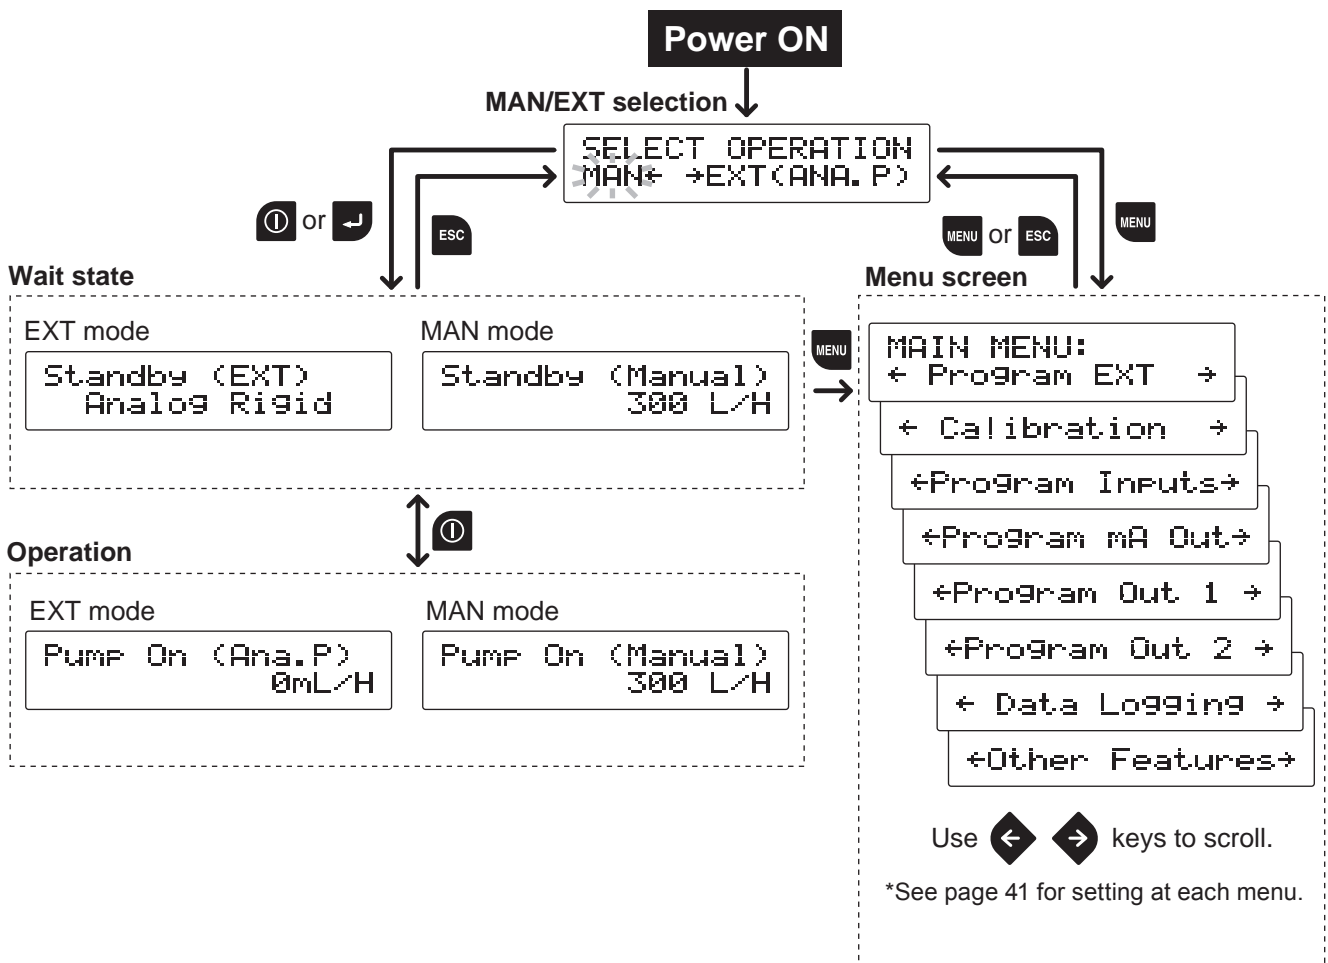 Power ON
MAN/EXT selection
SELECT OPERATION
MAN← →EXT(ANA.P)
or
ESC
MENU or ESC
MENU
Wait state
Menu screen
EXT mode
MAN mode
Standby (EXT)
Analog Rigid
Standby (Manual)
300 L/H
MENU
MAIN MENU:
← Program EXT →
← Calibration →
←Program Inputs→
←Program mA Out→
←Program Out 1 →
←Program Out 2 →
← Data Logging →
←Other Features→
Operation
EXT mode
MAN mode
Pump On (Ana.P)
0mL/H
Pump On (Manual)
300 L/H
Use ← → keys to scroll.
*See page 41 for setting at each menu.